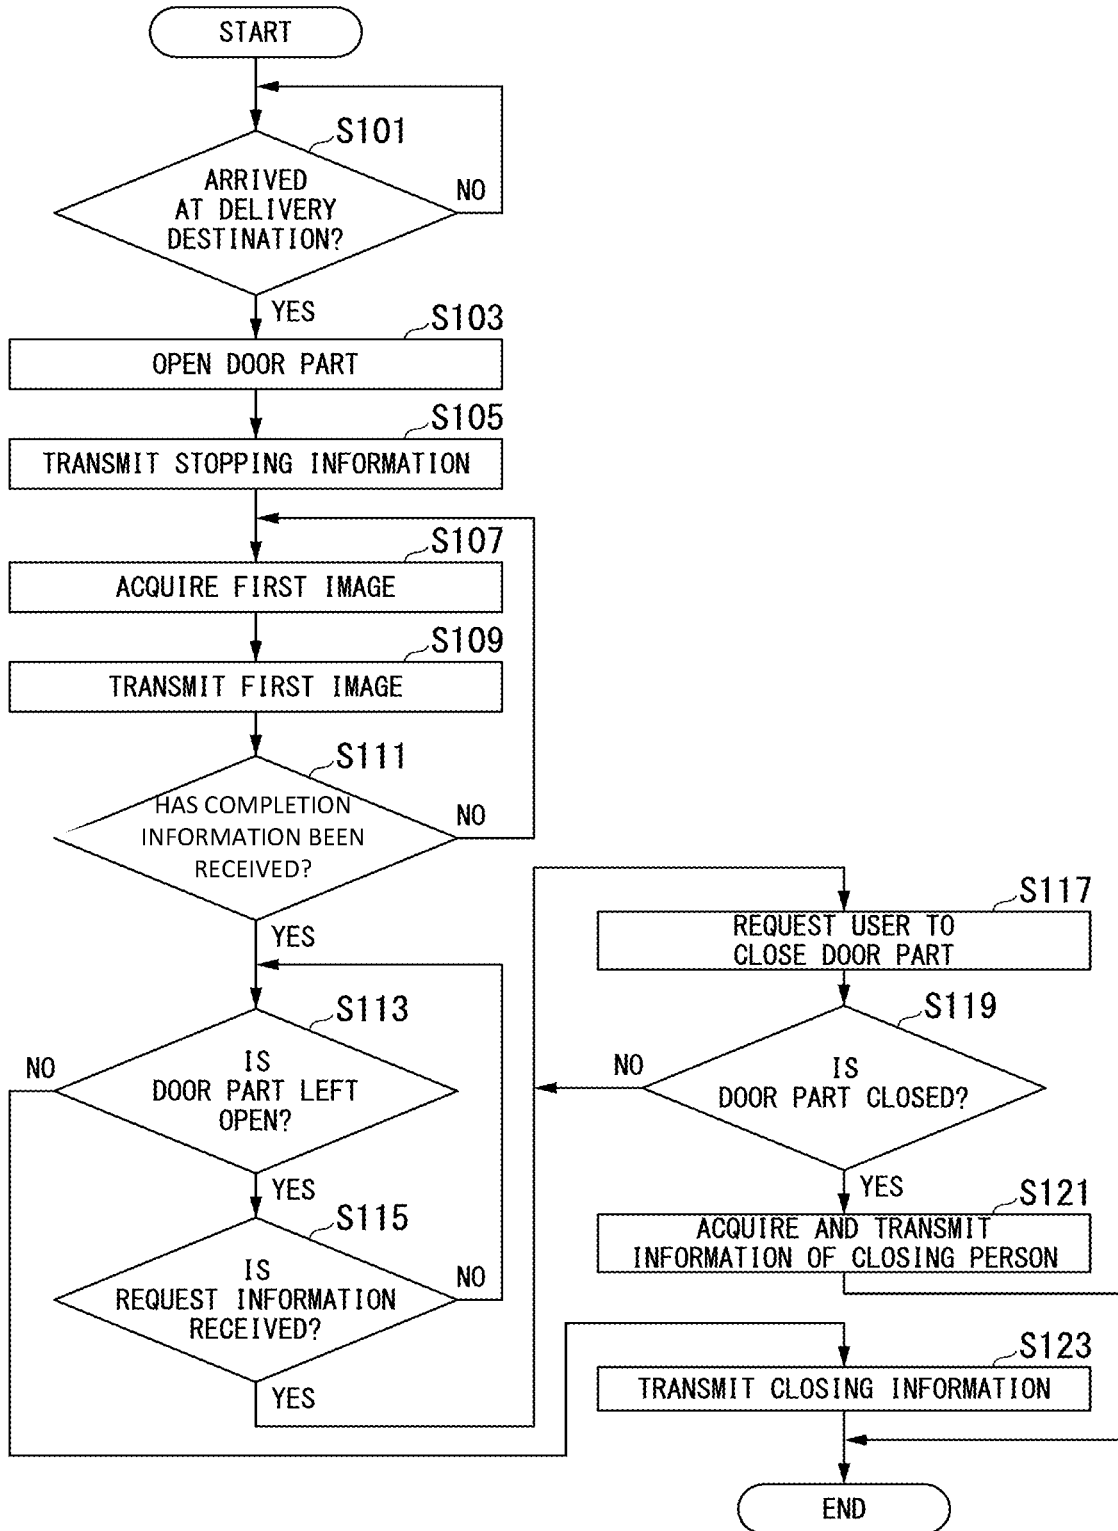 START
S101
ARRIVED
AT DELIVERY
DESTINATION?
NO
YES
S103
OPEN DOOR PART
S105
TRANSMIT STOPPING INFORMATION
S107
ACQUIRE FIRST IMAGE
S109
TRANSMIT FIRST IMAGE
S111
HAS COMPLETION
INFORMATION BEEN
RECEIVED?
NO
YES
S113
NO
IS
DOOR PART LEFT
OPEN?
YES
S115
IS
REQUEST INFORMATION
RECEIVED?
NO
YES
S117
REQUEST USER TO
CLOSE DOOR PART
S119
NO
IS
DOOR PART CLOSED?
YES
S121
ACQUIRE AND TRANSMIT
INFORMATION OF CLOSING PERSON
S123
TRANSMIT CLOSING INFORMATION
END